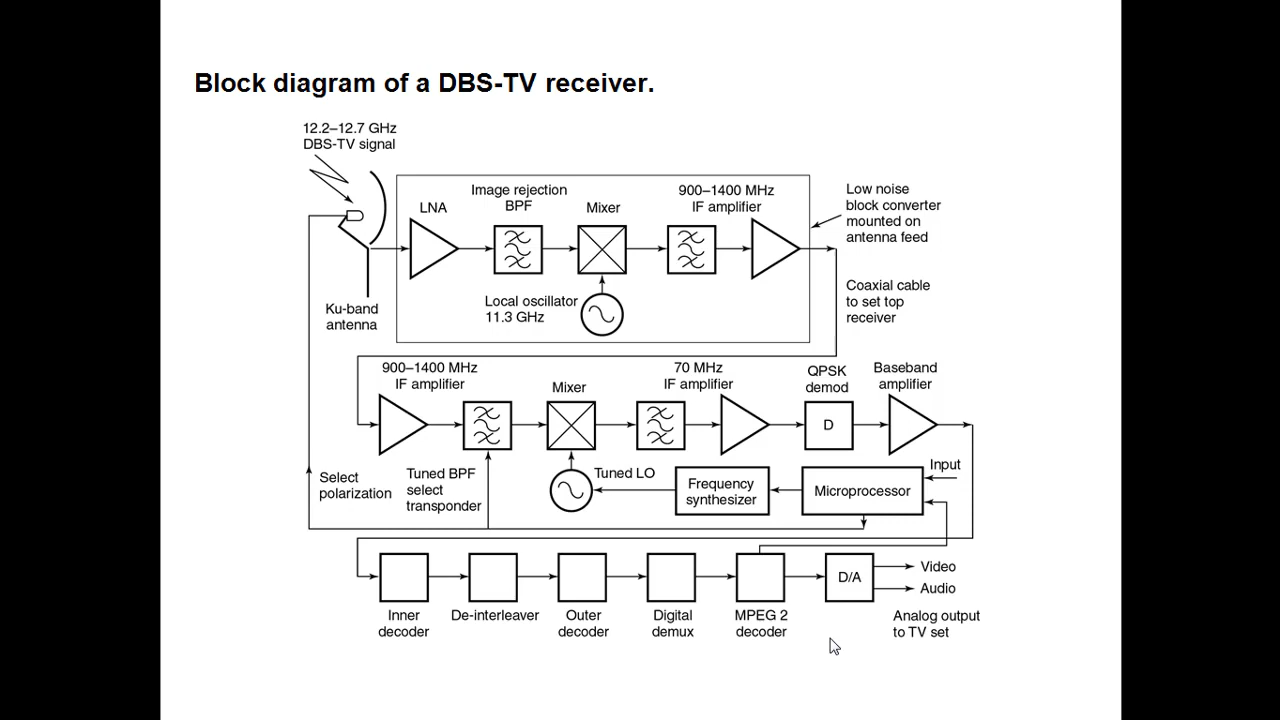 Block diagram of a DBS-TV receiver.
12.2–12.7 GHz
DBS-TV signal
LNA
Image rejection
BPF
Mixer
900–1400 MHz
IF amplifier
Low noise
block converter
mounted on
antenna feed
Local oscillator
11.3 GHz
Ku-band
antenna
Coaxial cable
to set top
receiver
900–1400 MHz
IF amplifier
Mixer
70 MHz
IF amplifier
QPSK
demod
Baseband
amplifier
D
Select
polarization
Tuned BPF
select
transponder
Tuned LO
Frequency
synthesizer
Microprocessor
Input
D/A
Video
Audio
Inner
decoder
De-interleaver
Outer
decoder
Digital
demux
MPEG 2
decoder
Analog output
to TV set